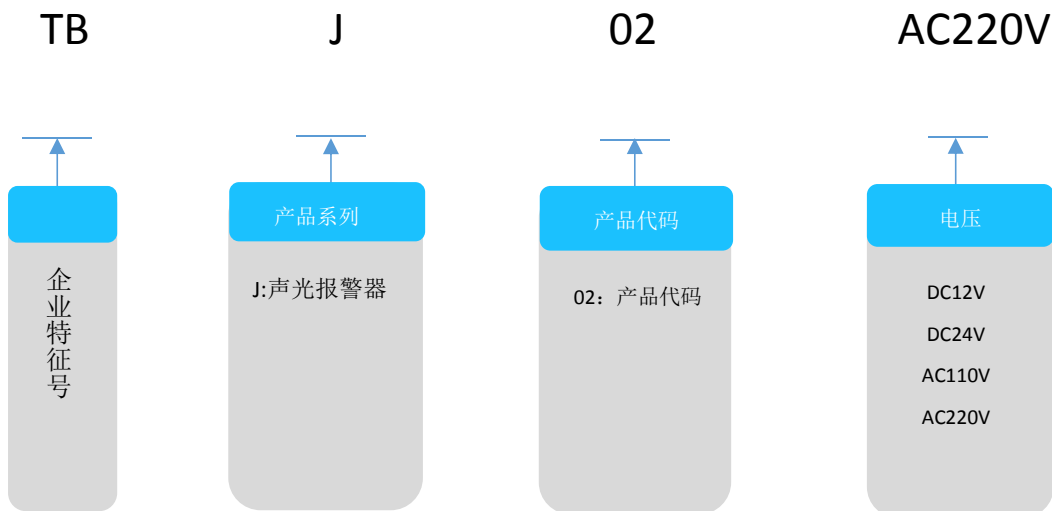 TB J 02 AC220V
产品系列 产品代码 电压
企业特征号
J:声光报警器
02：产品代码
DC12V
DC24V
AC110V
AC220V